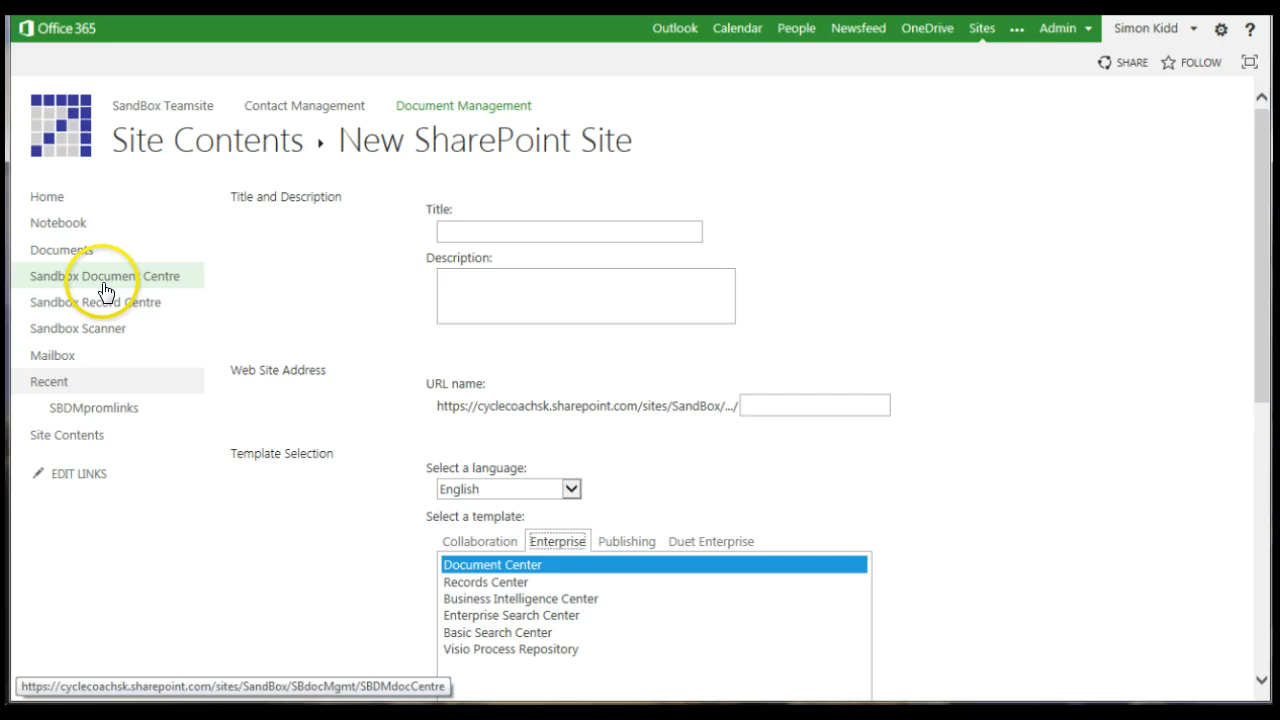 Office 365
Outlook Calendar People Newsfeed OneDrive Sites ... Admin Simon Kidd ?
SHARE FOLLOW
SandBox Teamsite Contact Management Document Management
Site Contents ▸ New SharePoint Site
Home
Notebook
Documents
Sandbox Document Centre
Sandbox Record Centre
Sandbox Scanner
Mailbox
Recent
SBDMpromlinks
Site Contents
EDIT LINKS
Title and Description
Title:
Description:
Web Site Address
URL name:
https://cyclecoachsk.sharepoint.com/sites/SandBox/.../
Template Selection
Select a language:
English
Select a template:
Collaboration Enterprise Publishing Duet Enterprise
Document Center
Records Center
Business Intelligence Center
Enterprise Search Center
Basic Search Center
Visio Process Repository
https://cyclecoachsk.sharepoint.com/sites/SandBox/SBdocMgmt/SBDMdocCentre